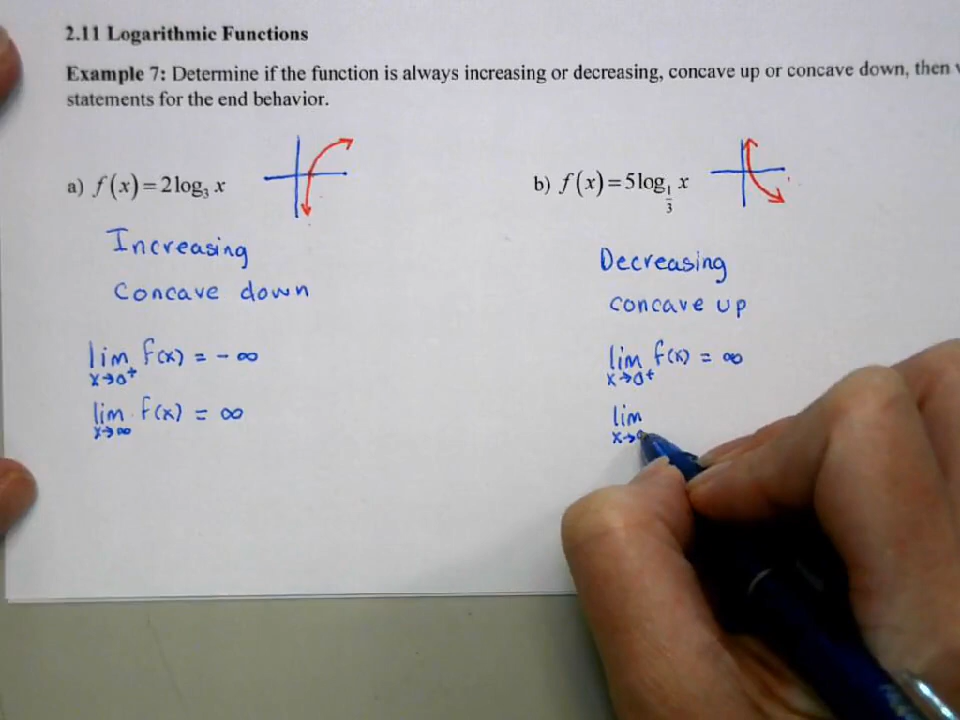 2.11 Logarithmic Functions
Example 7: Determine if the function is always increasing or decreasing, concave up or concave down, then
statements for the end behavior.
a) f(x)=2log₃ x
b) f(x)=5log_{1/3} x
Increasing
Concave down
lim x→0⁺ f(x) = -∞
lim x→∞ f(x) = ∞
Decreasing
concave up
lim x→0⁺ f(x) = ∞
lim x→